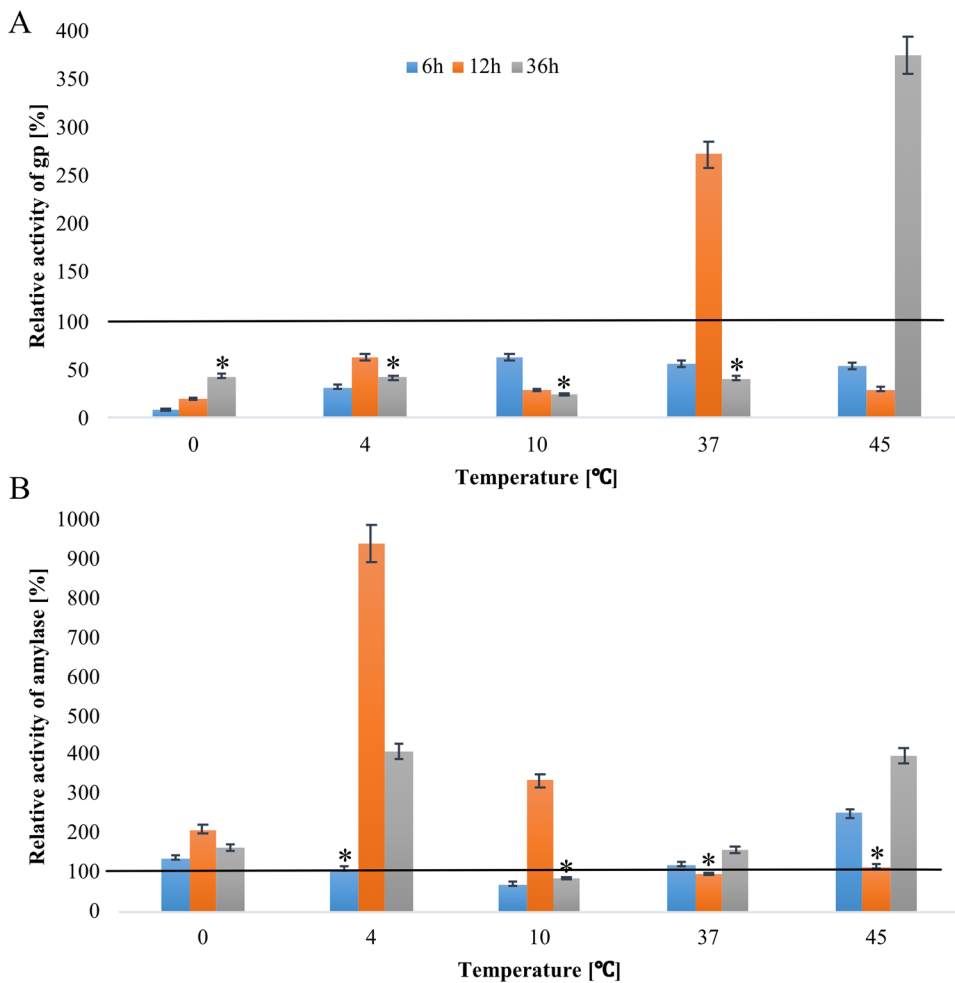 A
Relative activity of gp [%]
400
350
300
250
200
150
100
50
0
6h 12h 36h
* * * *
0 4 10 37 45
Temperature [℃]
B
Relative activity of amylase [%]
1000
900
800
700
600
500
400
300
200
100
0
* * * *
0 4 10 37 45
Temperature [℃]